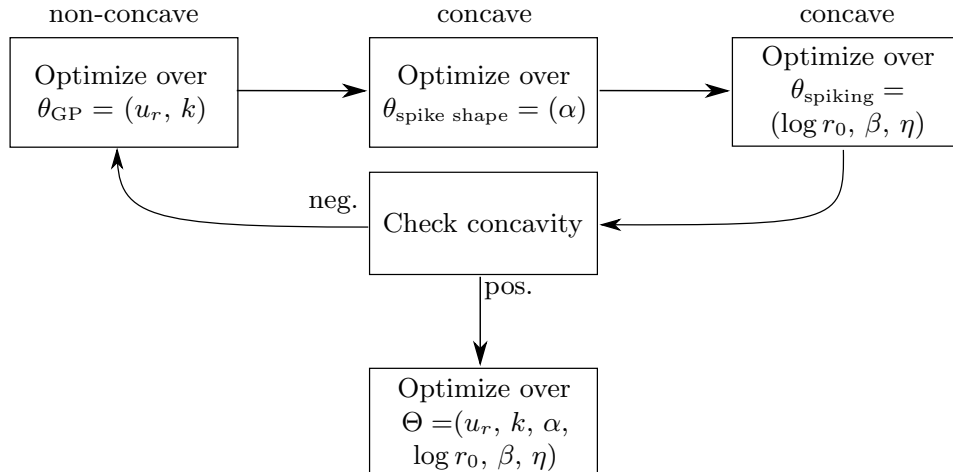 non-concave
concave
concave
Optimize over
θ_GP = (u_r, k)
Optimize over
θ_spike shape = (α)
Optimize over
θ_spiking =
(log r_0, β, η)
neg.
Check concavity
pos.
Optimize over
Θ =(u_r, k, α,
log r_0, β, η)